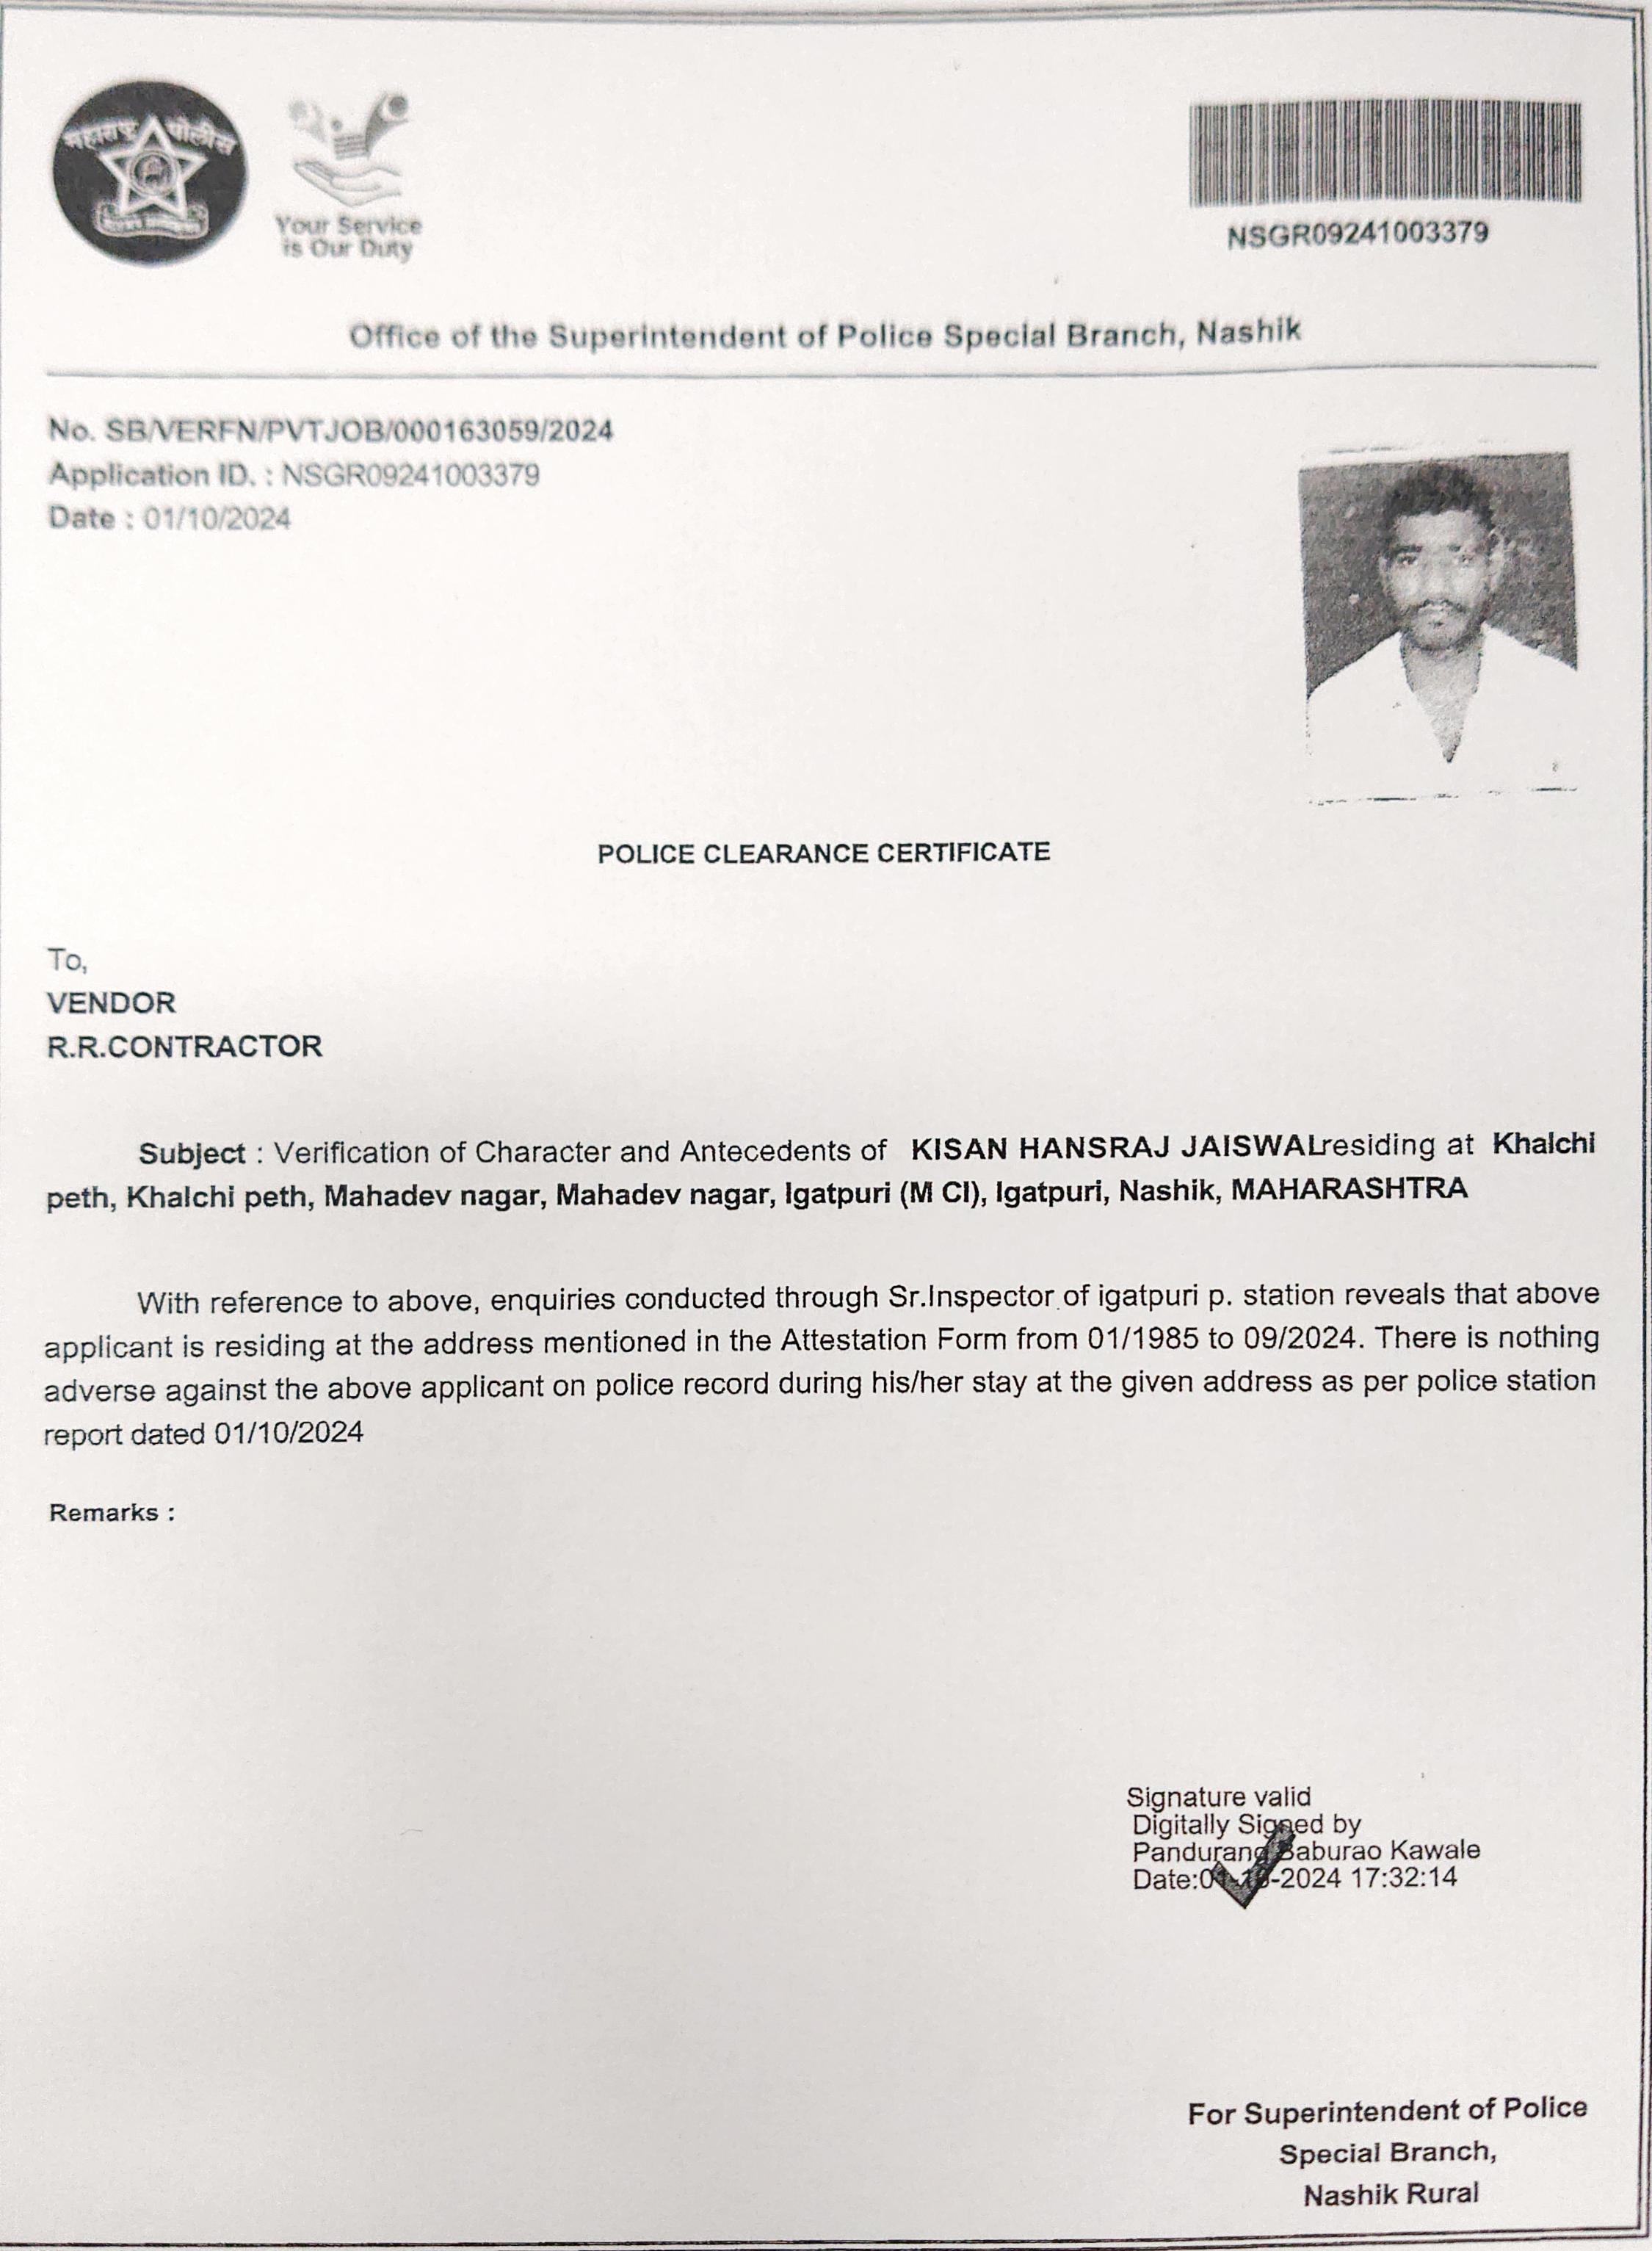 महाराष्ट्र पोलीस
Your Service
is Our Duty
NSGR09241003379
Office of the Superintendent of Police Special Branch, Nashik
No. SB/VERFN/PVTJOB/000163059/2024
Application ID. : NSGR09241003379
Date : 01/10/2024
POLICE CLEARANCE CERTIFICATE
To,
VENDOR
R.R.CONTRACTOR
Subject : Verification of Character and Antecedents of KISAN HANSRAJ JAISWALresiding at Khalchi
peth, Khalchi peth, Mahadev nagar, Mahadev nagar, Igatpuri (M Cl), Igatpuri, Nashik, MAHARASHTRA
With reference to above, enquiries conducted through Sr.Inspector of igatpuri p. station reveals that above
applicant is residing at the address mentioned in the Attestation Form from 01/1985 to 09/2024. There is nothing
adverse against the above applicant on police record during his/her stay at the given address as per police station
report dated 01/10/2024
Remarks :
Signature valid
Digitally Signed by
Pandurang Baburao Kawale
Date:01-10-2024 17:32:14
For Superintendent of Police
Special Branch,
Nashik Rural